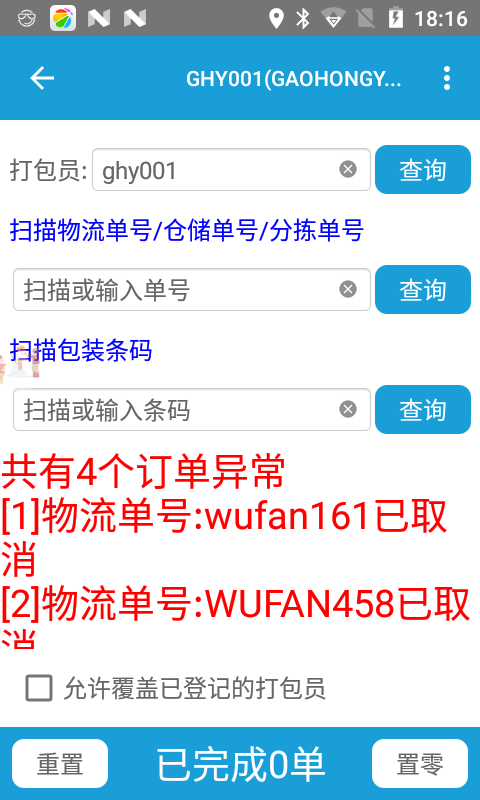 18:16
GHY001(GAOHONGY...
打包员: ghy001 查询
扫描物流单号/仓储单号/分拣单号
扫描或输入单号 查询
扫描包装条码
扫描或输入条码 查询
共有4个订单异常
[1]物流单号:wufan161已取
消
[2]物流单号:WUFAN458已取
消
允许覆盖已登记的打包员
重置 已完成0单 置零